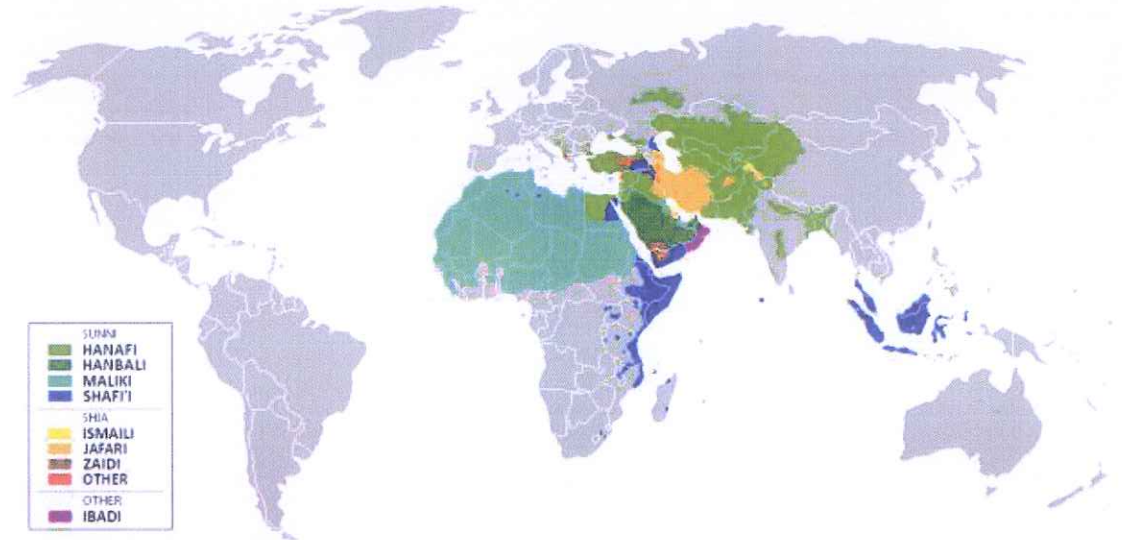 SUNNI
HANAFI
HANBALI
MALIKI
SHAFI'I
SHIA
ISMAILI
JAFARI
ZAIDI
OTHER
OTHER
IBADI